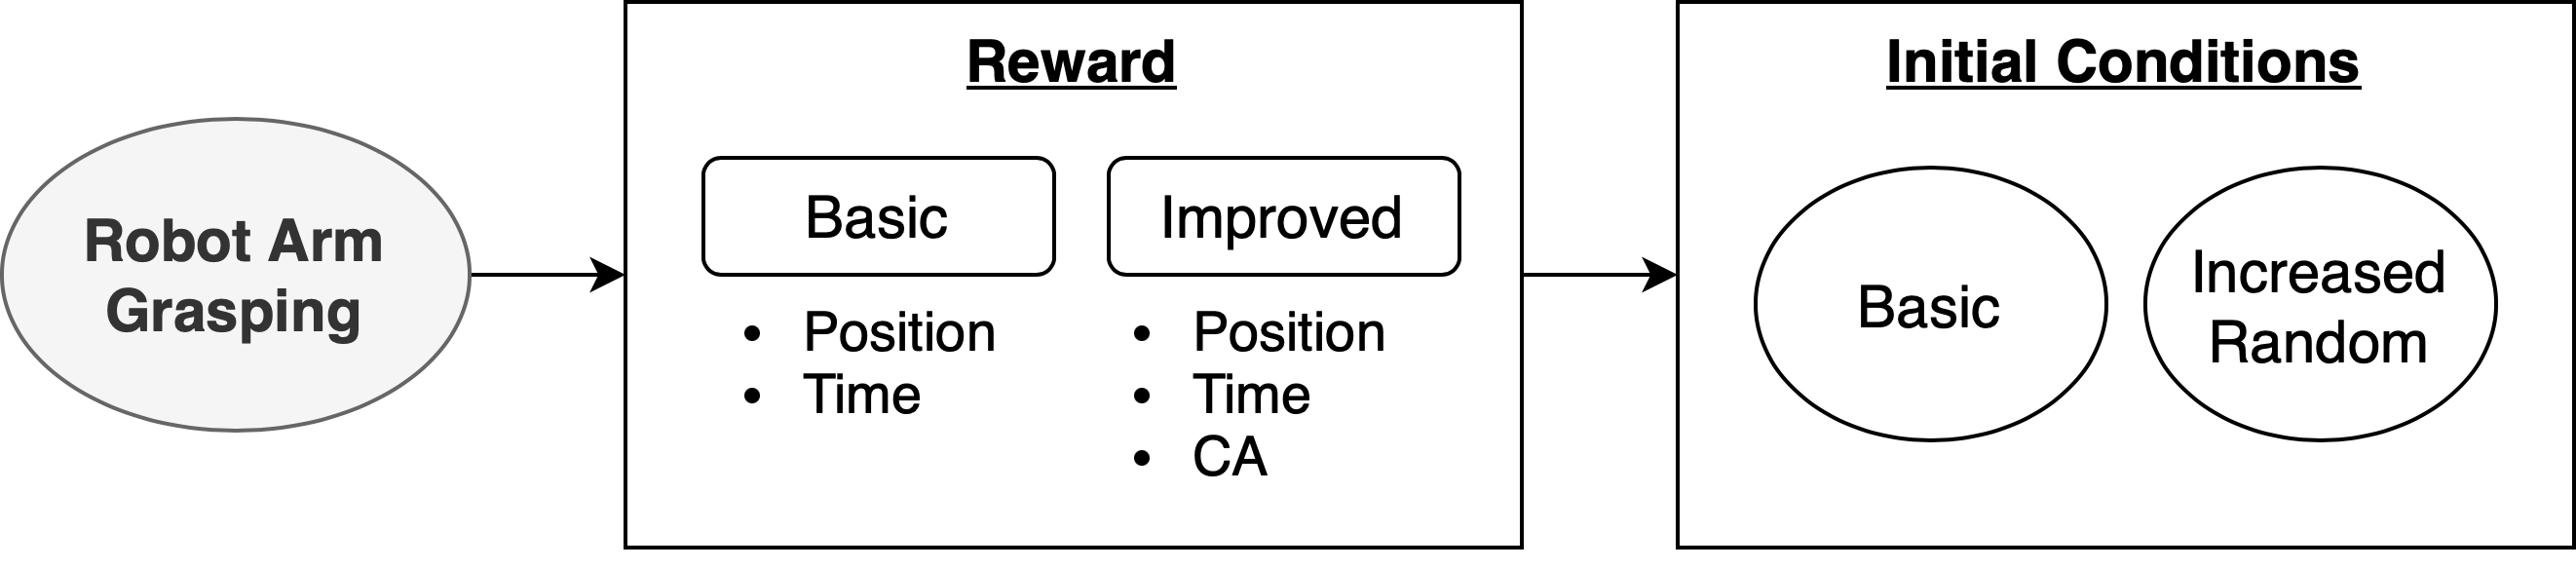 Robot Arm
Grasping
Reward
Basic
Position
Time
Improved
Position
Time
CA
Initial Conditions
Basic
Increased
Random